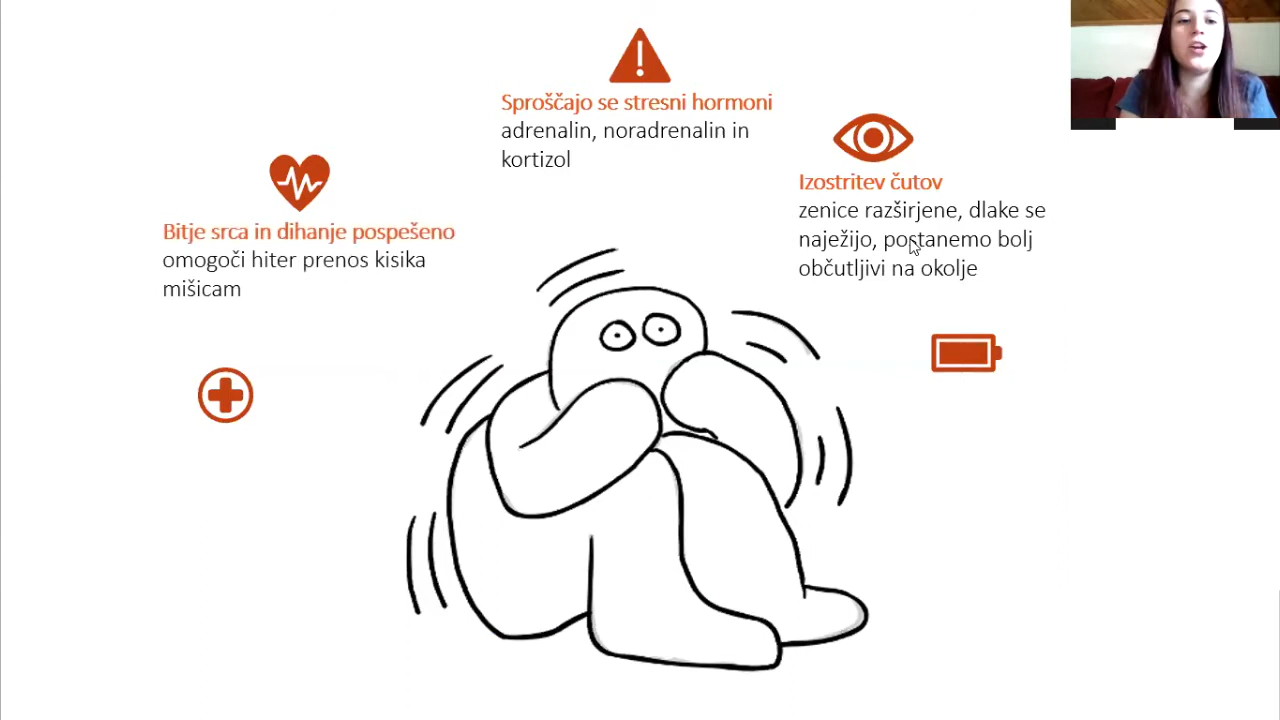 Sproščajo se stresni hormoni
adrenalin, noradrenalin in
kortizol
Izostritev čutov
zenice razširjene, dlake se
naježijo, postanemo bolj
občutljivi na okolje
Bitje srca in dihanje pospešeno
omogoči hiter prenos kisika
mišicam